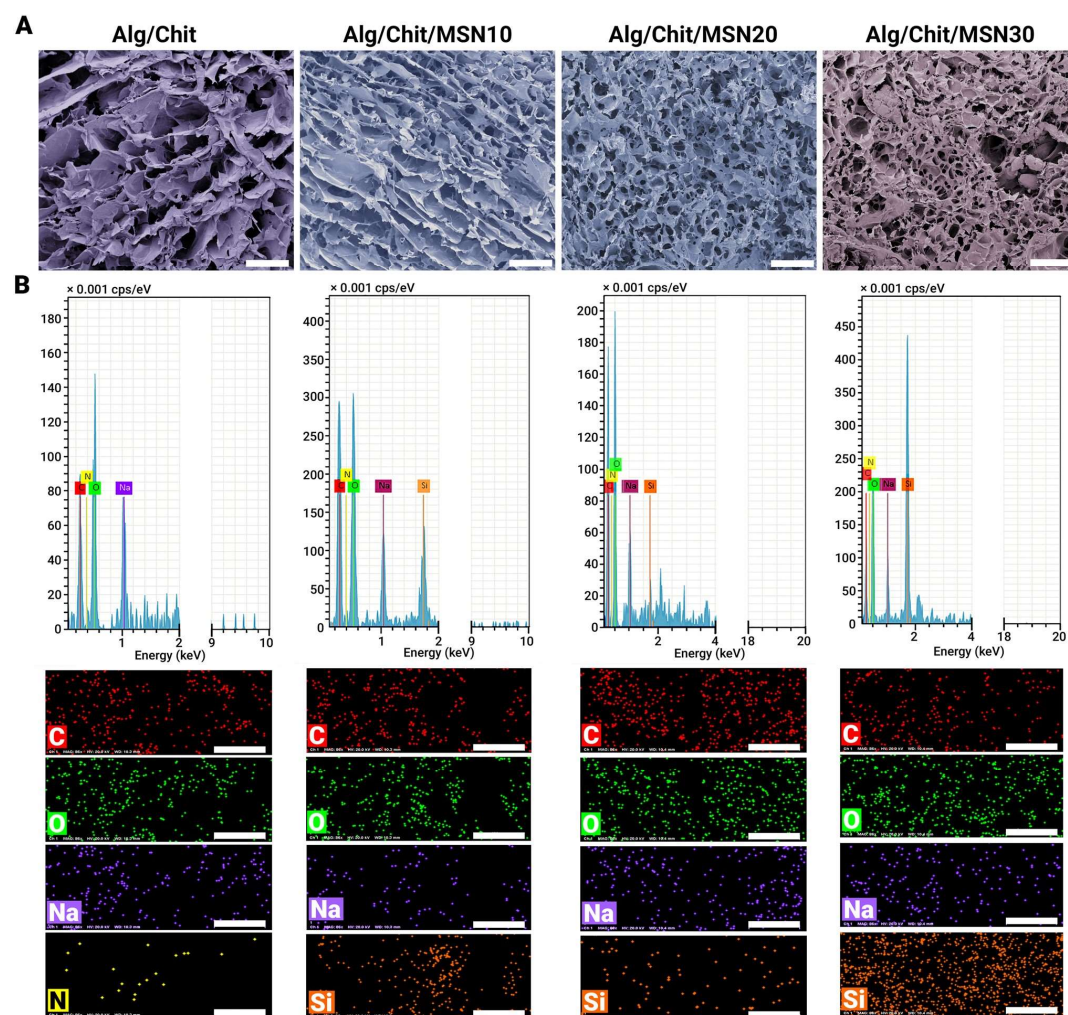 A
Alg/Chit Alg/Chit/MSN10 Alg/Chit/MSN20 Alg/Chit/MSN30
B
× 0.001 cps/eV × 0.001 cps/eV × 0.001 cps/eV × 0.001 cps/eV
180
160
140
120
100
80
60
40
20
0
C N O Na
1 2 9 10
Energy (keV)
400
350
300
250
200
150
100
50
0
C N O Na Si
1 2 9 10
Energy (keV)
200
180
160
140
120
100
80
60
40
20
0
C N O Na Si
2 4 18 20
Energy (keV)
450
400
350
300
250
200
150
100
50
0
C N O Na Si
2 4 18 20
Energy (keV)
C C C C
O O O O
Na Na Na Na
N Si Si Si